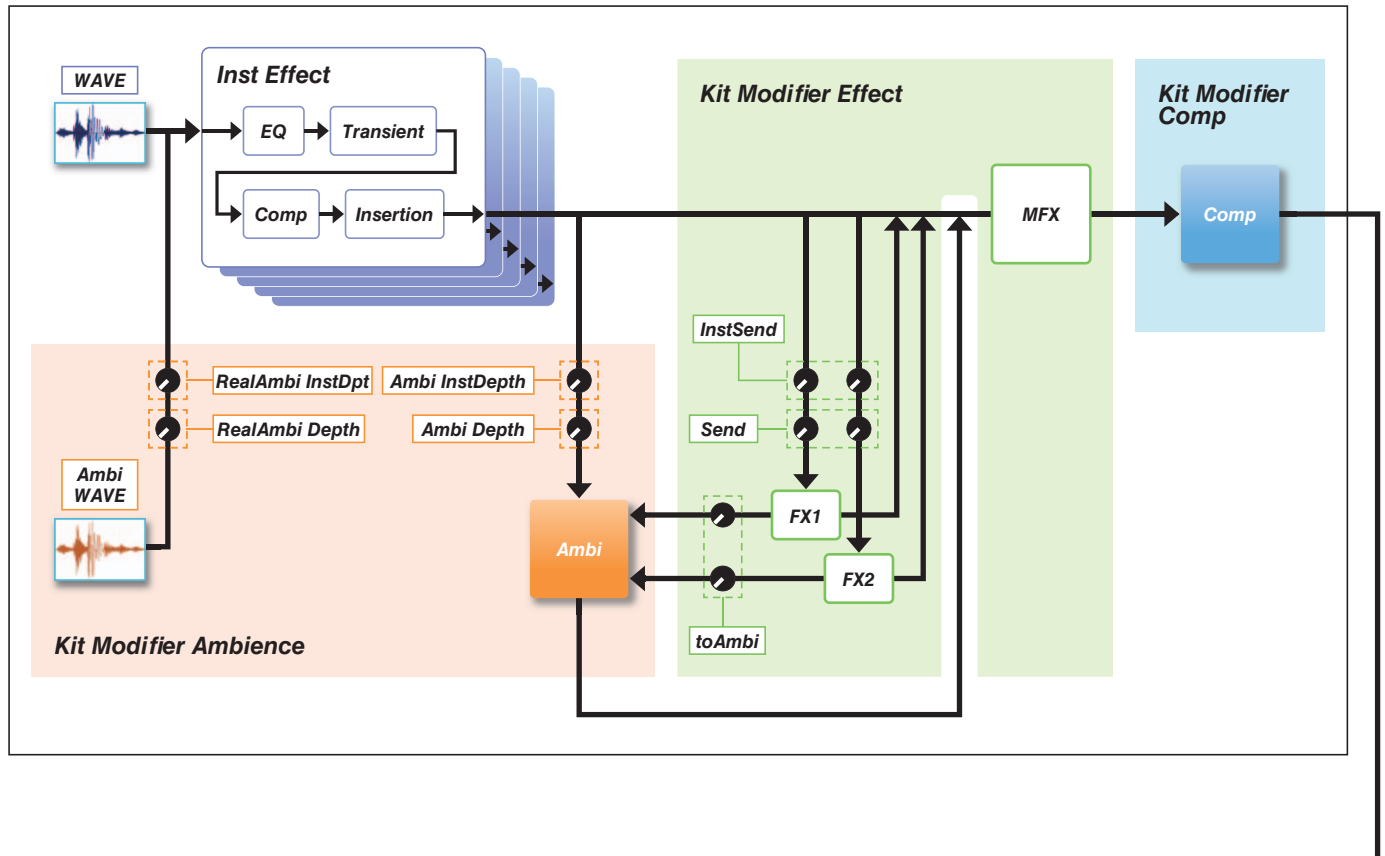 WAVE
Inst Effect
EQ
Transient
Comp
Insertion
Kit Modifier Effect
Kit Modifier
Comp
MFX
Comp
InstSend
Send
RealAmbi InstDpt
Ambi InstDepth
RealAmbi Depth
Ambi Depth
Ambi
WAVE
Ambi
FX1
FX2
toAmbi
Kit Modifier Ambience